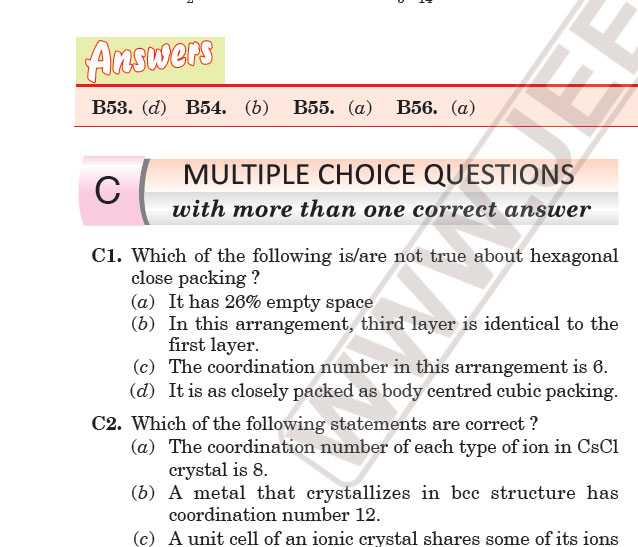 Answers
B53. (d) B54. (b) B55. (a) B56. (a)
C
MULTIPLE CHOICE QUESTIONS
with more than one correct answer
C1. Which of the following is/are not true about hexagonal
close packing ?
(a) It has 26% empty space
(b) In this arrangement, third layer is identical to the
first layer.
(c) The coordination number in this arrangement is 6.
(d) It is as closely packed as body centred cubic packing.
C2. Which of the following statements are correct ?
(a) The coordination number of each type of ion in CsCl
crystal is 8.
(b) A metal that crystallizes in bcc structure has
coordination number 12.
(c) A unit cell of an ionic crystal shares some of its ions
WWW.JEE